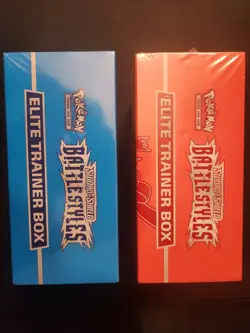 Pokémon
SWORD & SHIELD
BATTLE STYLES
ELITE TRAINER BOX
Pokémon
SWORD & SHIELD
BATTLE STYLES
ELITE TRAINER BOX